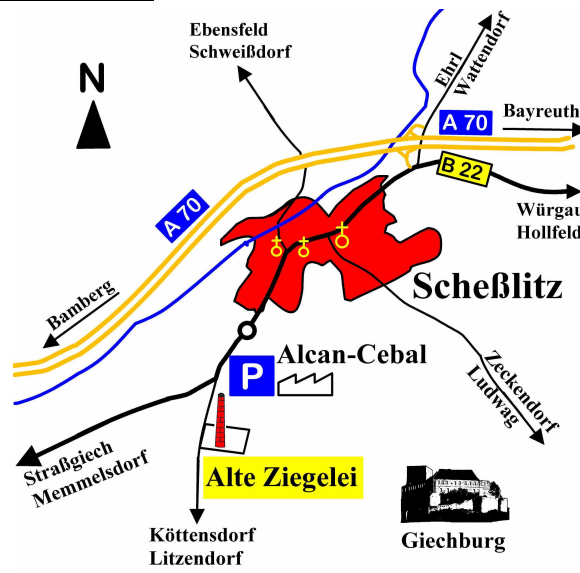 Ebensfeld
Schweißdorf
Ehrl
Wattendorf
N
A 70
Bayreuth
B 22
Würgau
Hollfeld
A 70
Scheßlitz
Bamberg
Alcan-Cebal
P
Zeckendorf
Ludwag
Straßgiech
Memmelsdorf
Alte Ziegelei
Köttensdorf
Litzendorf
Giechburg